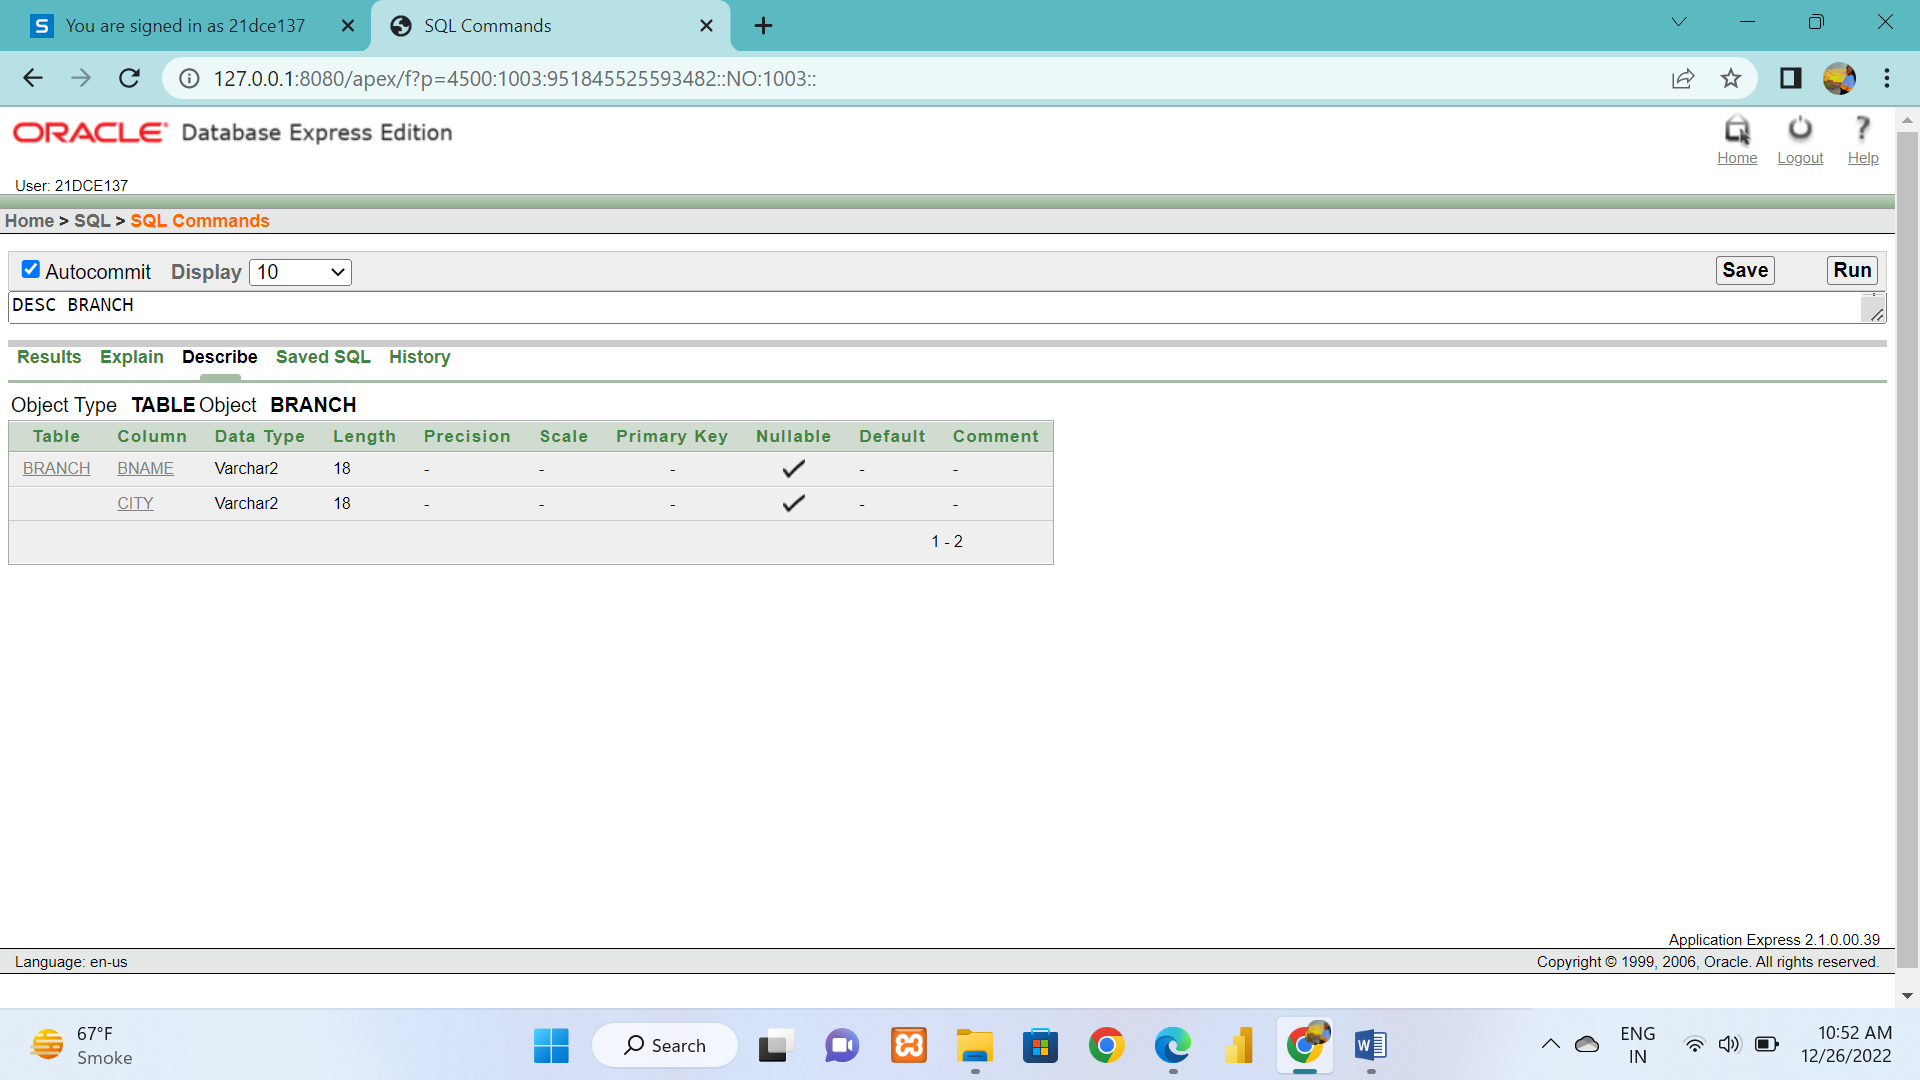 You are signed in as 21dce137
SQL Commands
127.0.0.1:8080/apex/f?p=4500:1003:951845525593482::NO:1003::
ORACLE Database Express Edition
Home Logout Help
User: 21DCE137
Home > SQL > SQL Commands
Autocommit Display 10 Save Run
DESC BRANCH
Results Explain Describe Saved SQL History
Object Type TABLE Object BRANCH
Table Column Data Type Length Precision Scale Primary Key Nullable Default Comment
BRANCH BNAME Varchar2 18 - - - - -
CITY Varchar2 18 - - - - -
1 - 2
Application Express 2.1.0.00.39
Language: en-us Copyright © 1999, 2006, Oracle. All rights reserved.
67°F
Smoke
Search
ENG
IN
10:52 AM
12/26/2022